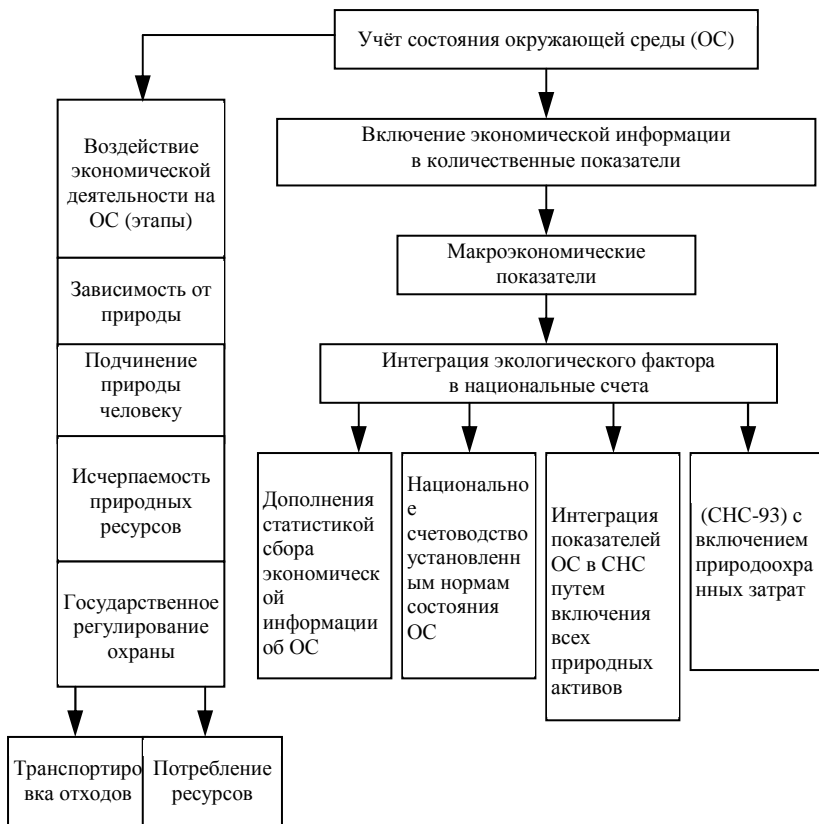 Учёт состояния окружающей среды (ОС)
Воздействие
экономической
деятельности на
ОС (этапы)
Зависимость от
природы
Подчинение
природы
человеку
Исчерпаемость
природных
ресурсов
Государственное
регулирование
охраны
Транспортиро
вка отходов
Потребление
ресурсов
Включение экономической информации
в количественные показатели
Макроэкономические
показатели
Интеграция экологического фактора
в национальные счета
Дополнения
статистикой
сбора
экономическ
ой
информации
об ОС
Национально
е
счетоводство
установленн
ым нормам
состояния
ОС
Интеграция
показателей
ОС в СНС
путем
включения
всех
природных
активов
(СНС-93) с
включением
природоохра
нных затрат